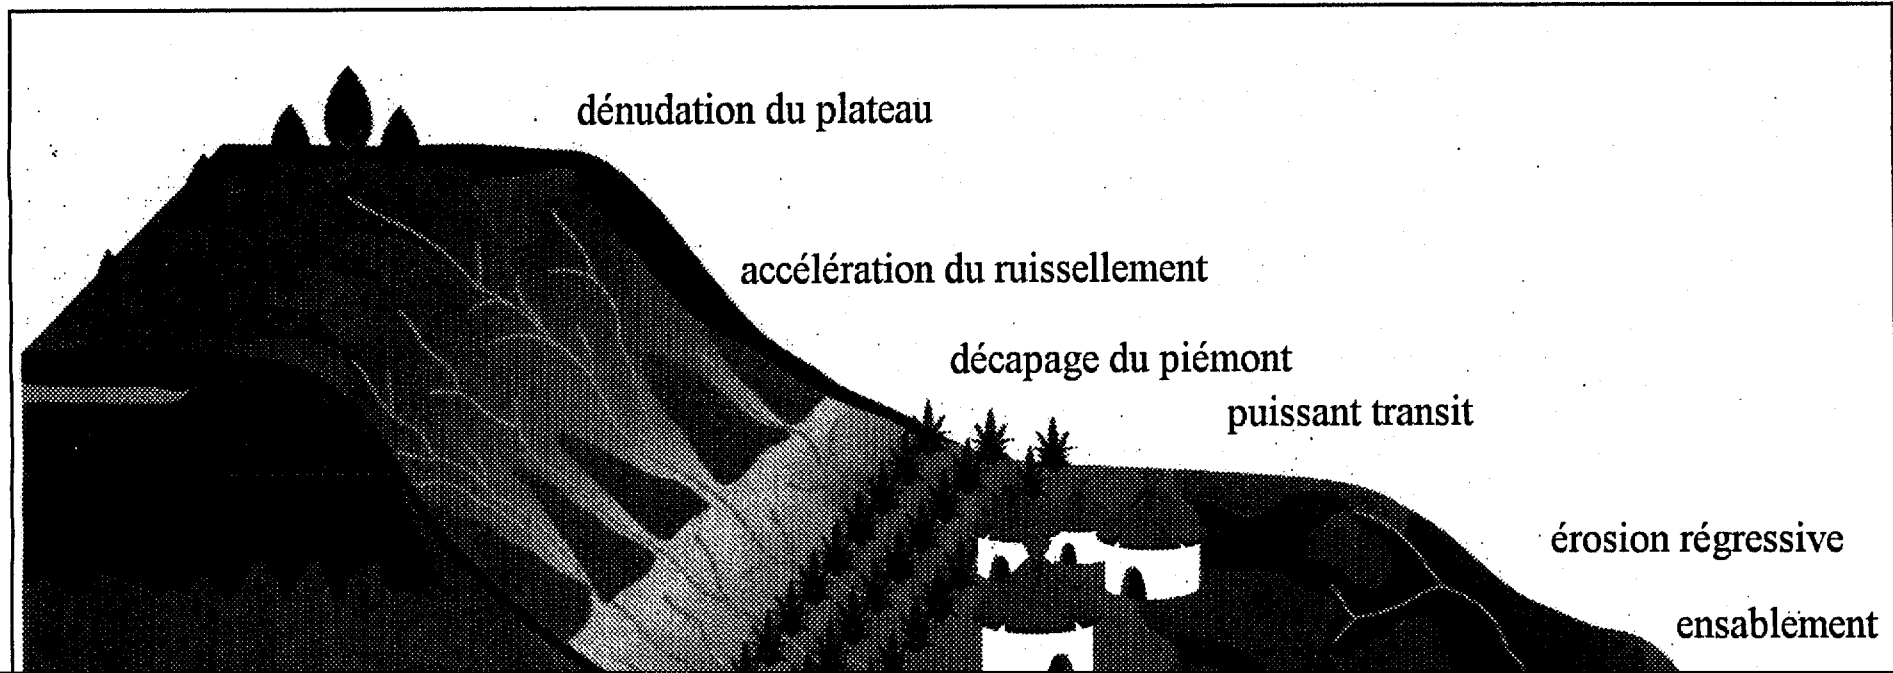 dénudation du plateau
accélération du ruissellement
décapage du piémont
puissant transit
érosion régressive
ensablement